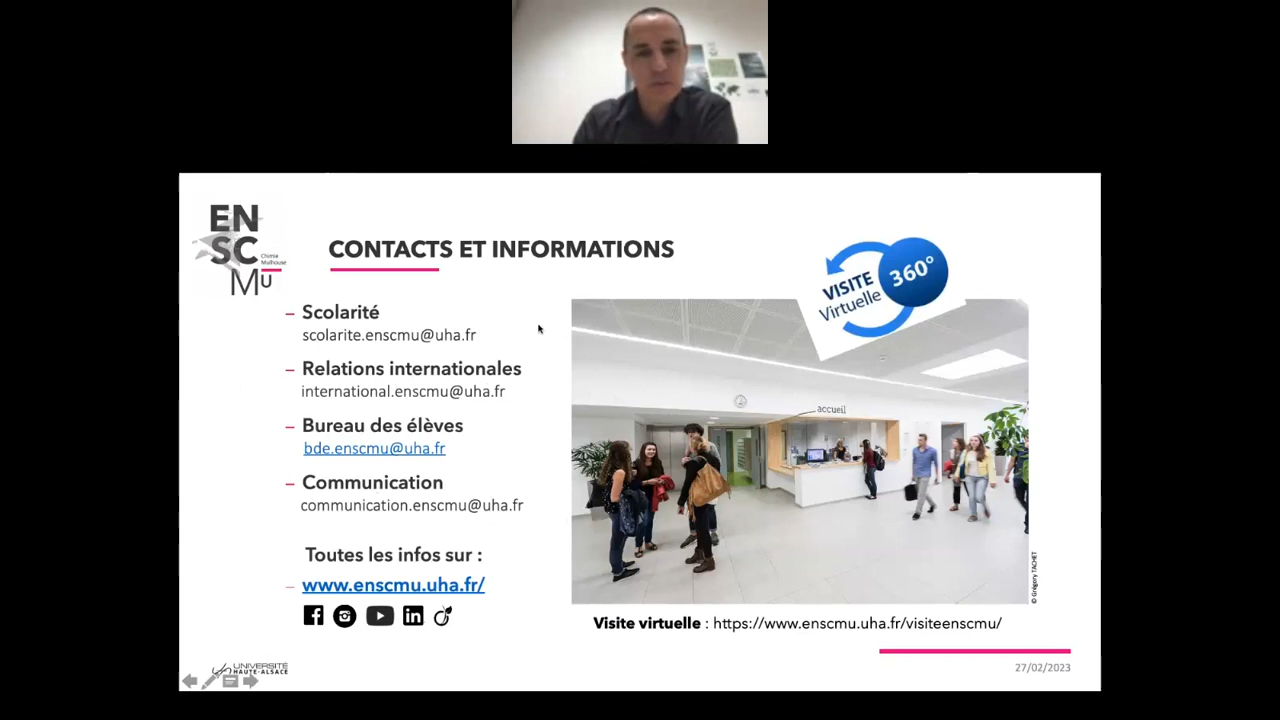 EN
SC
Mu
Chimie
Mulhouse
CONTACTS ET INFORMATIONS
VISITE
Virtuelle
360°
– Scolarité
scolarite.enscmu@uha.fr
– Relations internationales
international.enscmu@uha.fr
– Bureau des élèves
bde.enscmu@uha.fr
– Communication
communication.enscmu@uha.fr
Toutes les infos sur :
– www.enscmu.uha.fr/
accueil
© Grégory TACHET
Visite virtuelle : https://www.enscmu.uha.fr/visiteenscmu/
UNIVERSITÉ
HAUTE-ALSACE
27/02/2023